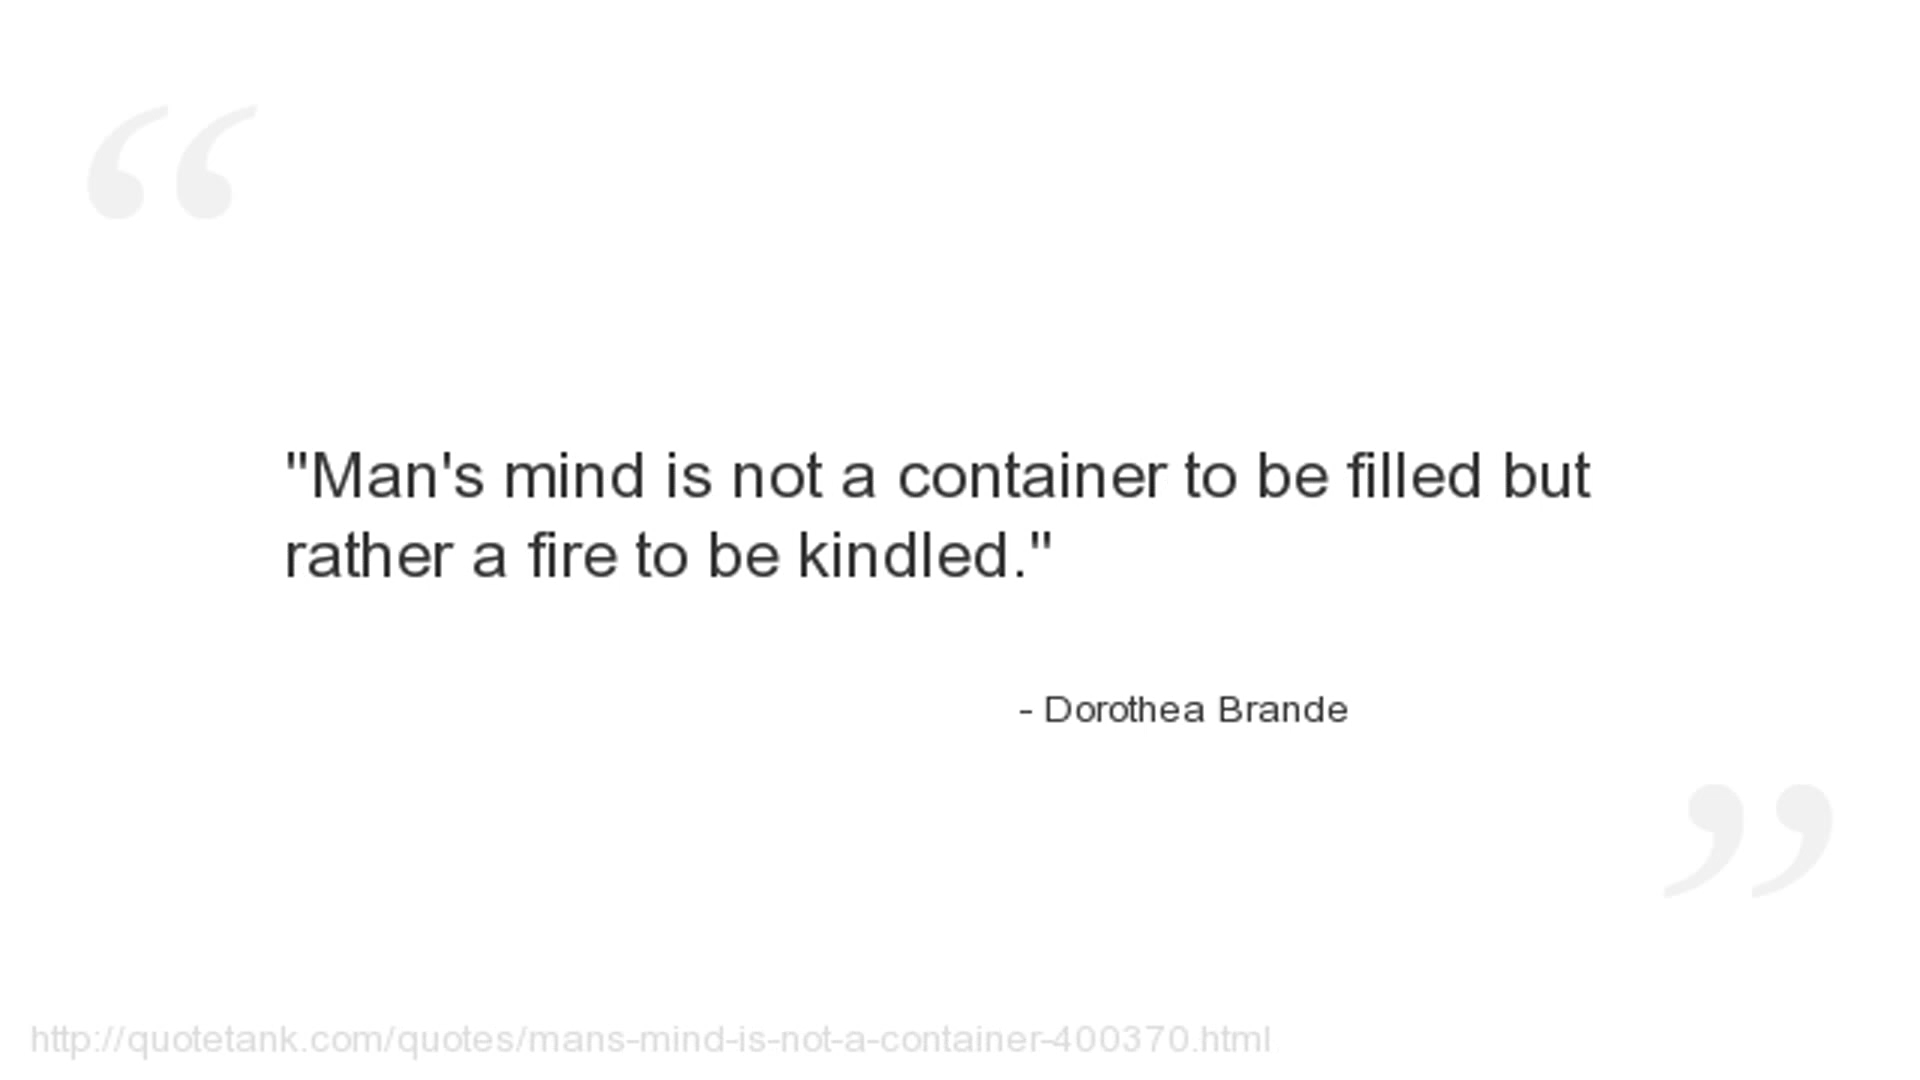 "Man's mind is not a container to be filled but
rather a fire to be kindled."
- Dorothea Brande
http://quotetank.com/quotes/mans-mind-is-not-a-container-400370.html